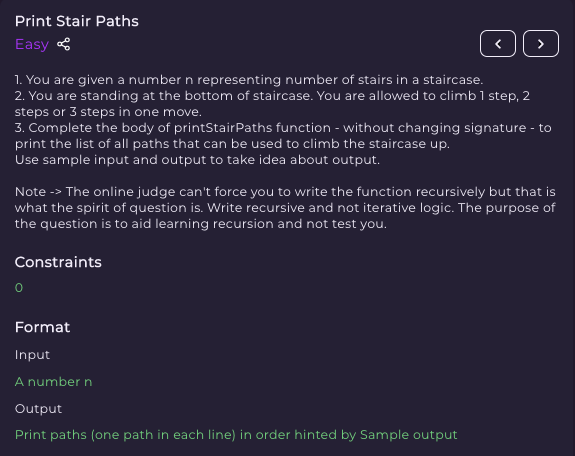 Print Stair Paths
Easy
1. You are given a number n representing number of stairs in a staircase.
2. You are standing at the bottom of staircase. You are allowed to climb 1 step, 2
steps or 3 steps in one move.
3. Complete the body of printStairPaths function - without changing signature - to
print the list of all paths that can be used to climb the staircase up.
Use sample input and output to take idea about output.
Note -> The online judge can't force you to write the function recursively but that is
what the spirit of question is. Write recursive and not iterative logic. The purpose of
the question is to aid learning recursion and not test you.
Constraints
0
Format
Input
A number n
Output
Print paths (one path in each line) in order hinted by Sample output